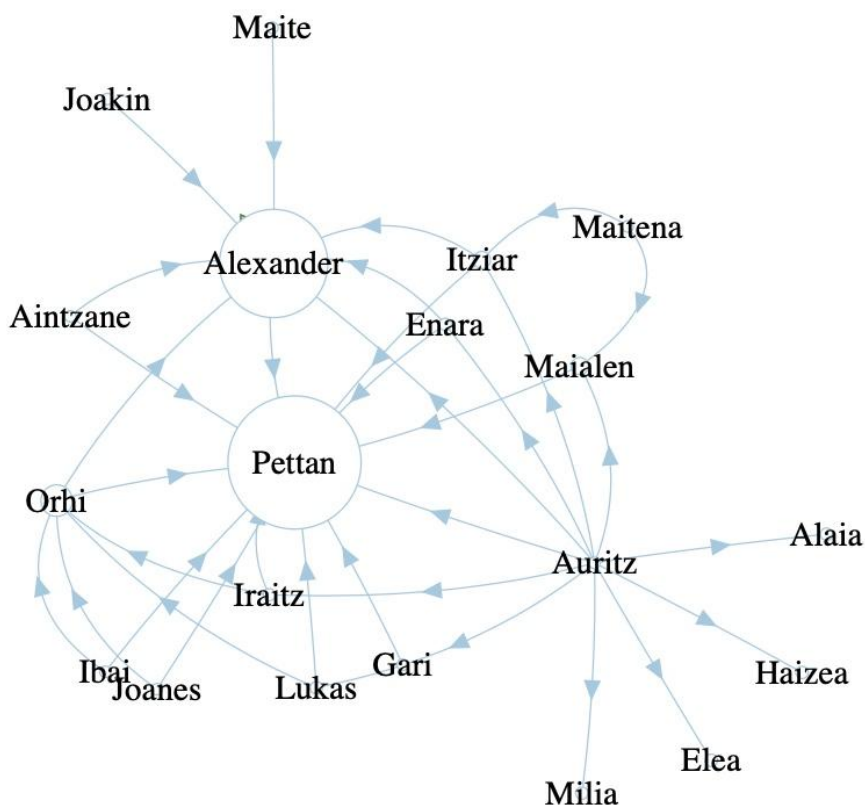 Maite
Joakin
Maitena
Itziar
Alexander
Aintzane
Enara
Maialen
Pettan
Orhi
Alaia
Auritz
Iraitz
Gari
Ibai
Haizea
Lukas
Joanes
Elea
Milia